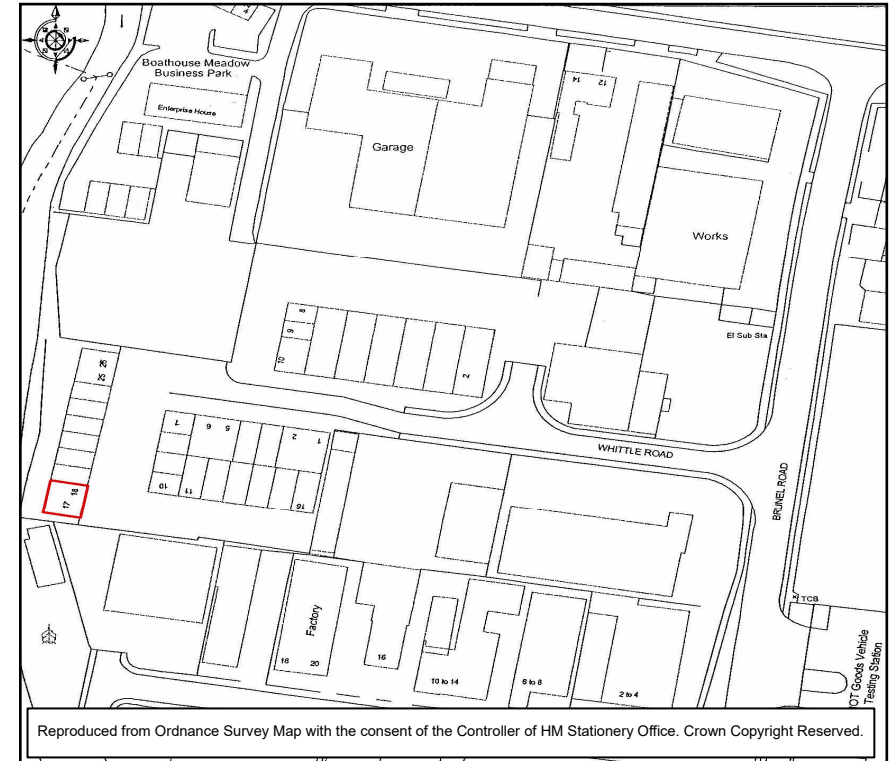 Boathouse Meadow
Business Park
Enterprise House
Garage
14
12
Works
El Sub Sta
8
9
10
2
26
25
18
17
7
6
5
2
1
10
11
16
WHITTLE ROAD
BRUNEL ROAD
TCB
DOT Goods Vehicle
Testing Station
Factory
18
20
16
10 to 14
6 to 8
2 to 4
Reproduced from Ordnance Survey Map with the consent of the Controller of HM Stationery Office. Crown Copyright Reserved.